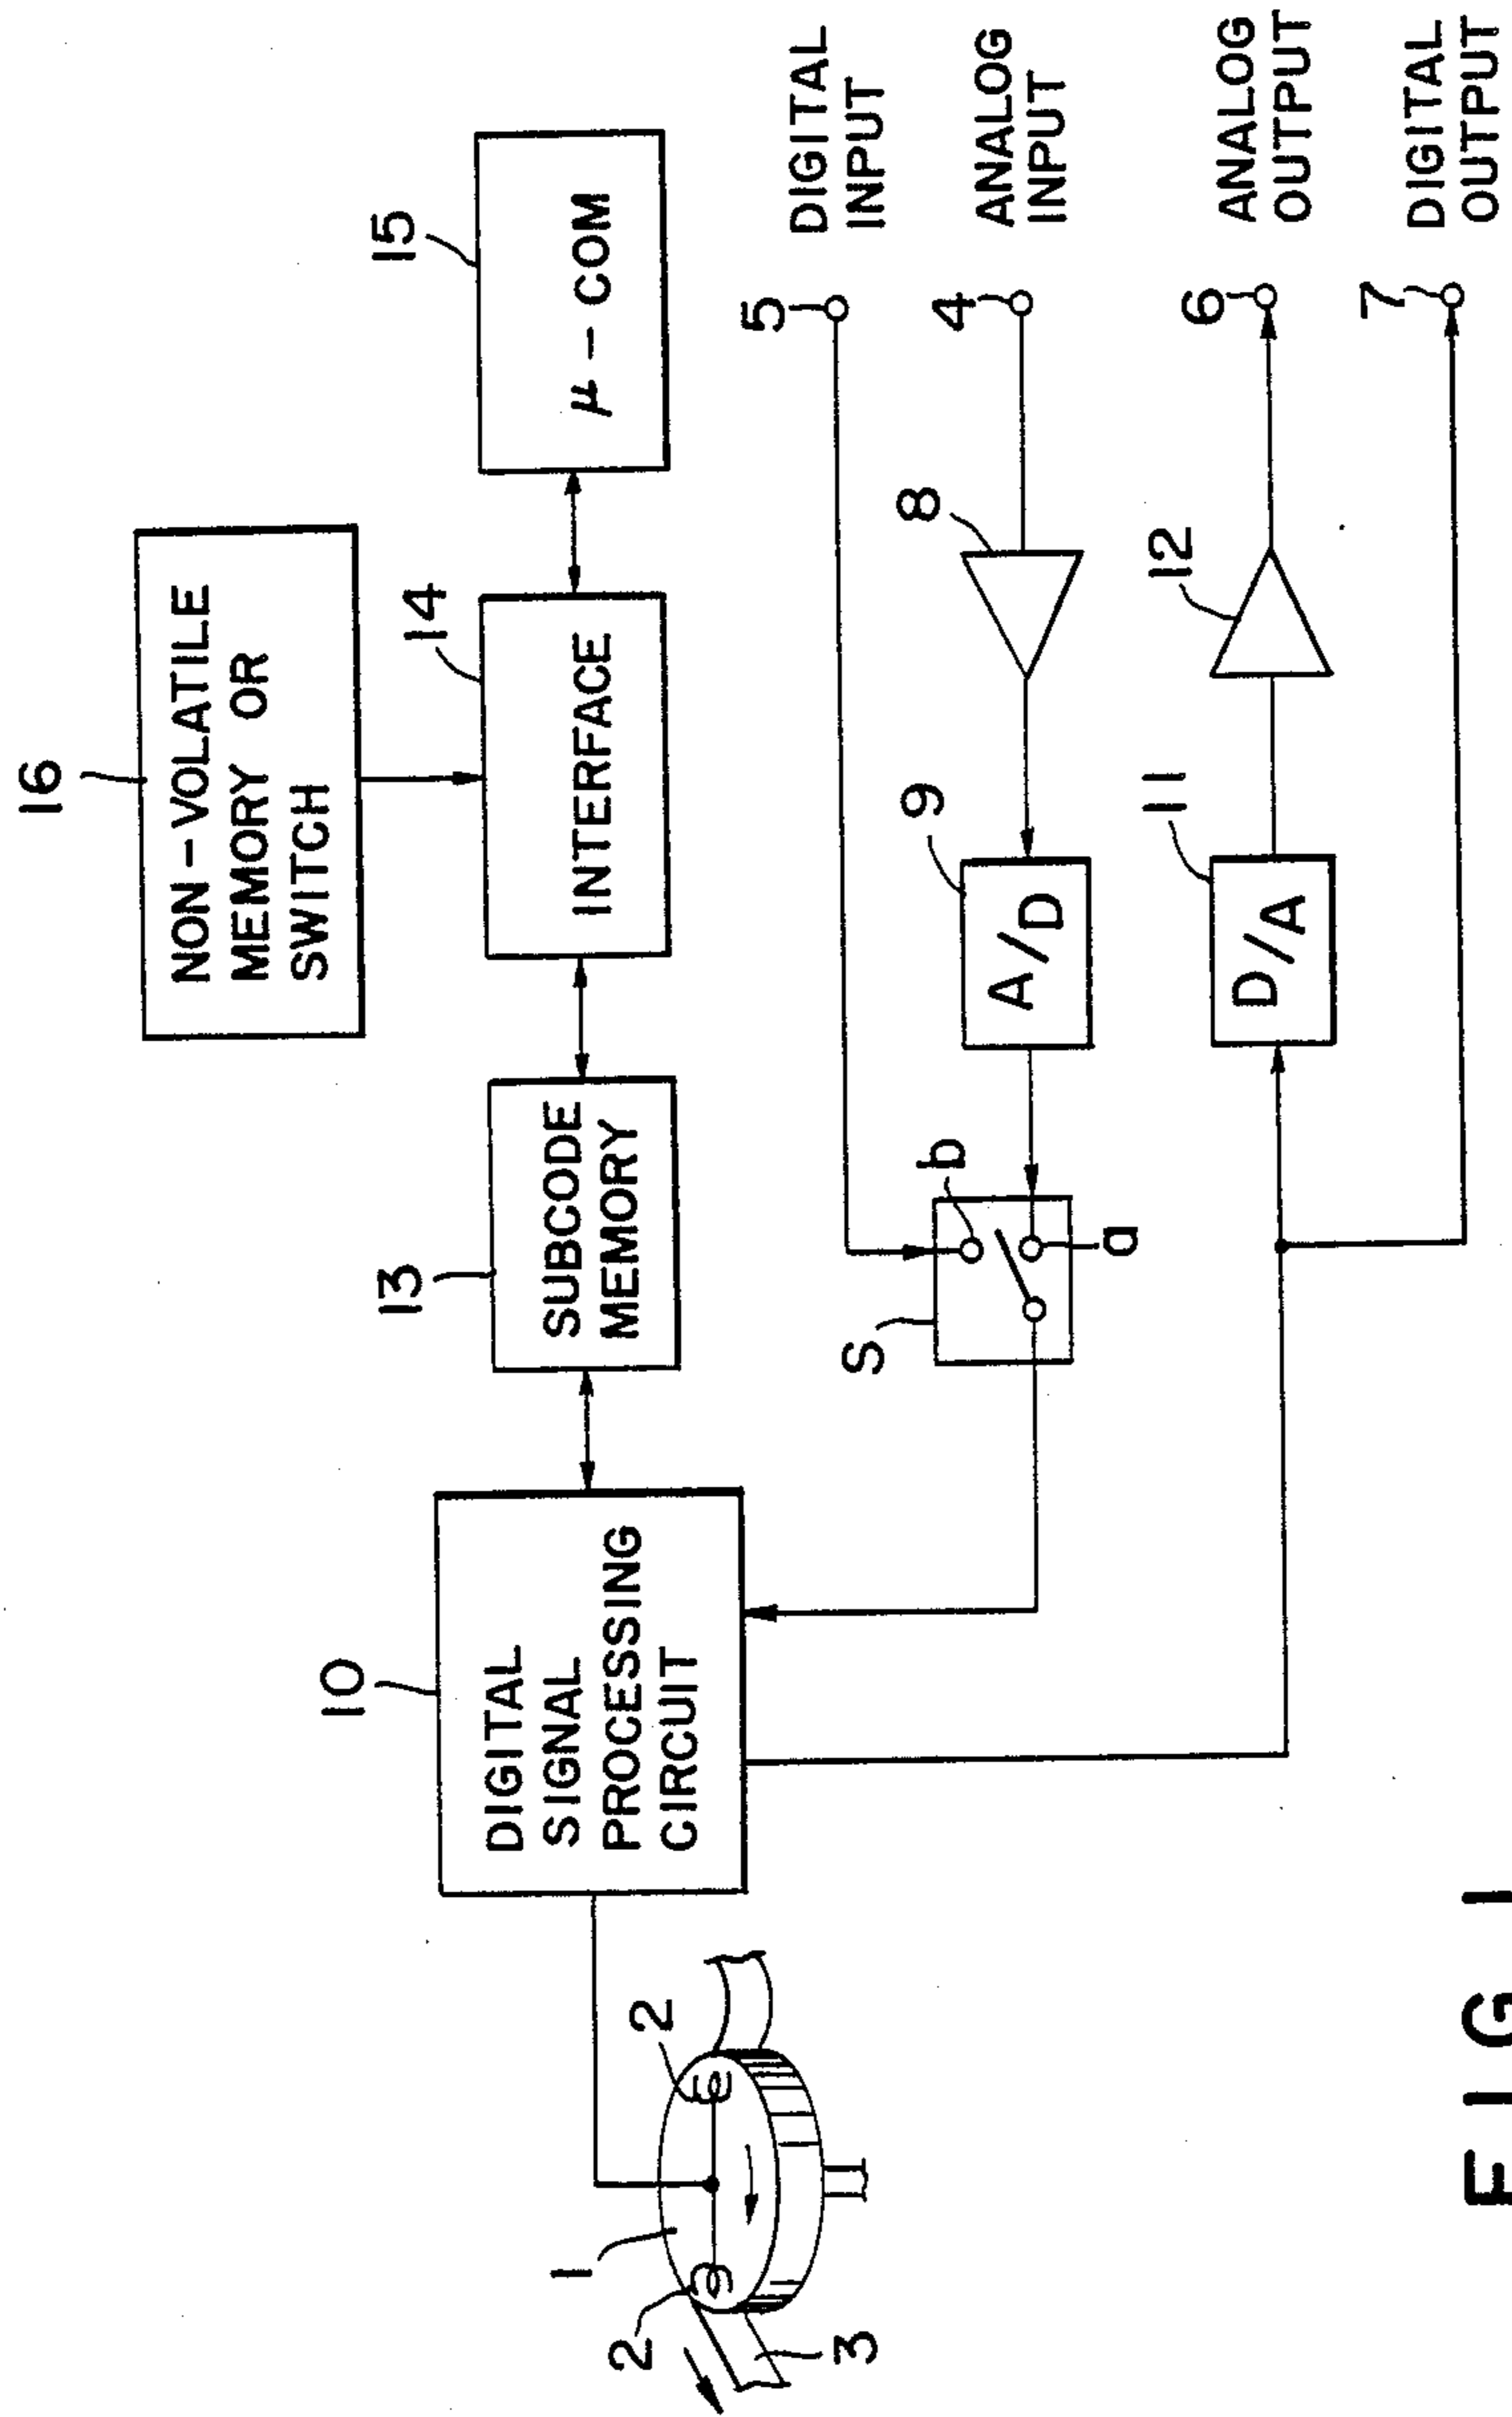 16
NON-VOLATILE
MEMORY OR
SWITCH
10
13
14
15
DIGITAL
SIGNAL
PROCESSING
CIRCUIT
SUBCODE
MEMORY
INTERFACE
μ-COM
1
2
2
3
5
DIGITAL
INPUT
S
b
a
9
A/D
8
4
ANALOG
INPUT
11
D/A
12
6
ANALOG
OUTPUT
7
DIGITAL
OUTPUT
FIG 1